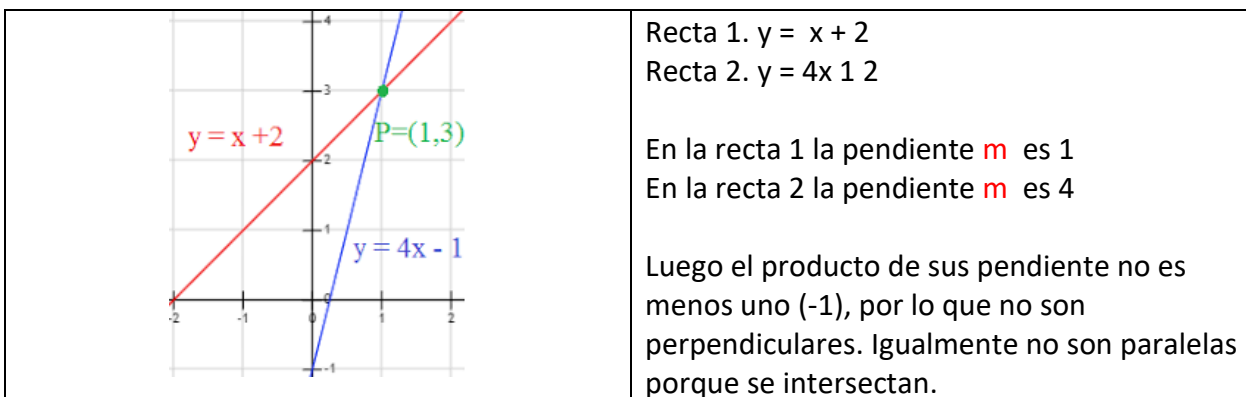 4
3
y = x +2
P=(1,3)
2
1
y = 4x - 1
0
-2
-1
0
1
2
-1
Recta 1. y = x + 2
Recta 2. y = 4x 1 2
En la recta 1 la pendiente m es 1
En la recta 2 la pendiente m es 4
Luego el producto de sus pendiente no es
menos uno (-1), por lo que no son
perpendiculares. Igualmente no son paralelas
porque se intersectan.